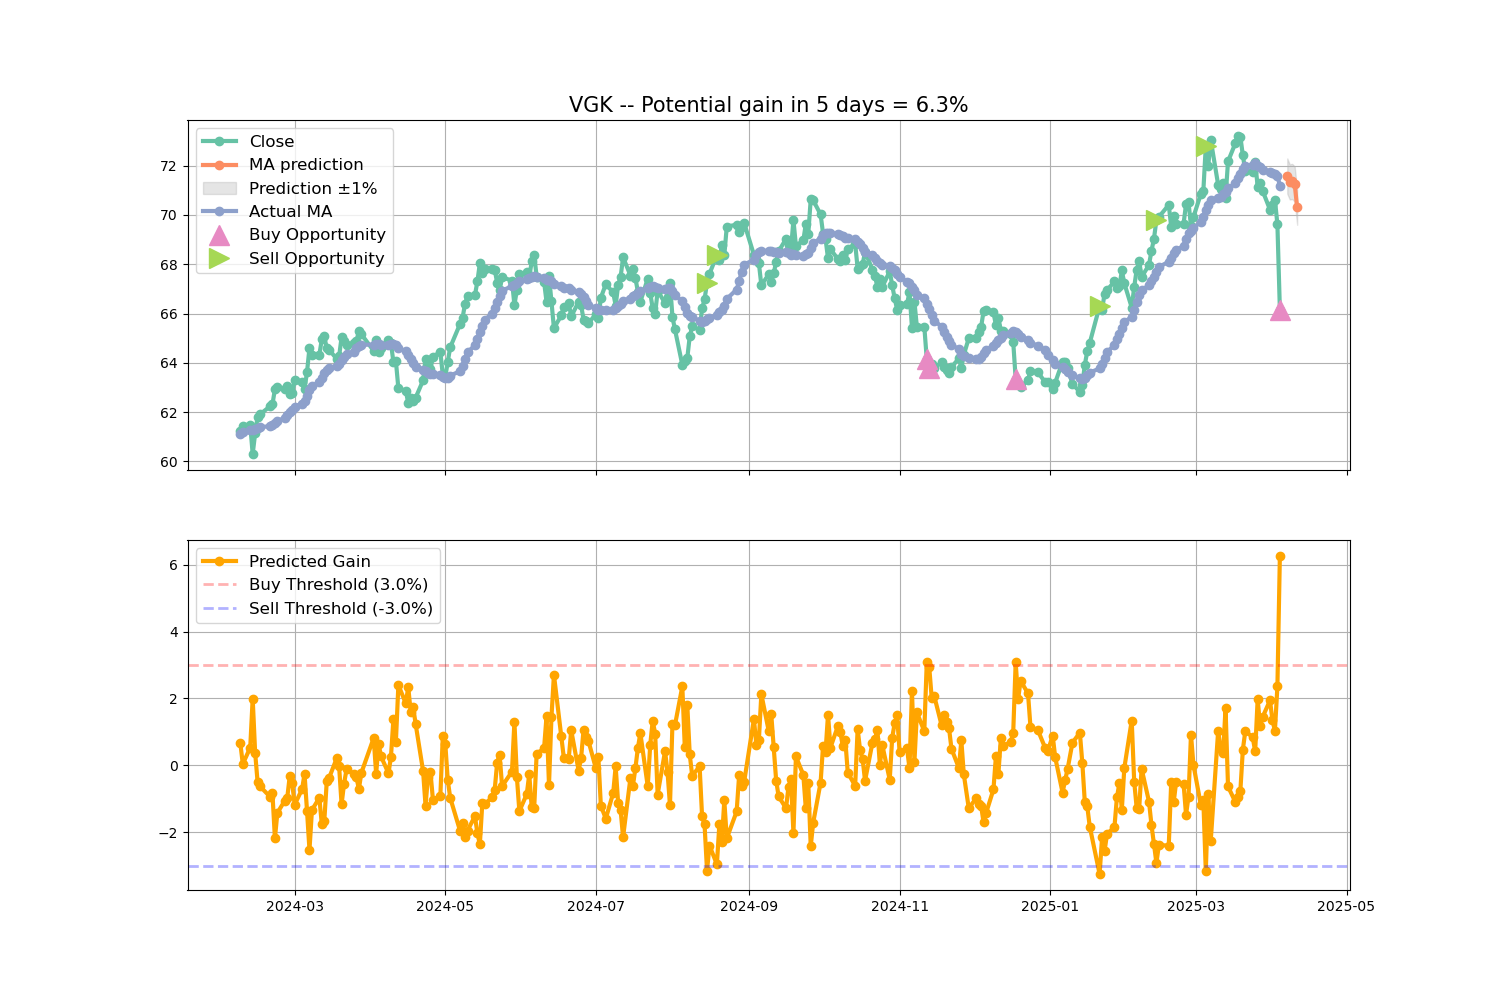 VGK -- Potential gain in 5 days = 6.3%
Close
MA prediction
Prediction ±1%
Actual MA
Buy Opportunity
Sell Opportunity
72
70
68
66
64
62
60
Predicted Gain
Buy Threshold (3.0%)
Sell Threshold (-3.0%)
6
4
2
0
−2
2024-03 2024-05 2024-07 2024-09 2024-11 2025-01 2025-03 2025-05